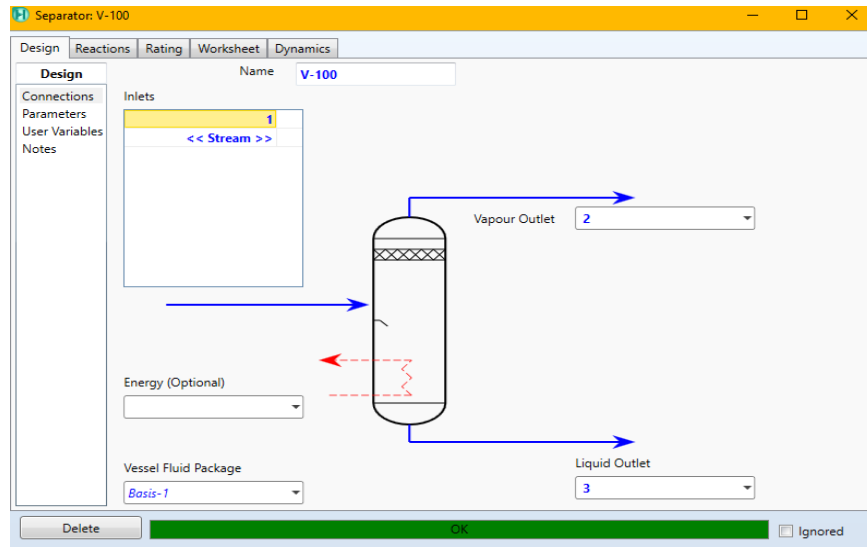 Separator: V-100
Design Reactions Rating Worksheet Dynamics
Design
Connections
Parameters
User Variables
Notes
Name V-100
Inlets
1
<< Stream >>
Vapour Outlet 2
Energy (Optional)
Vessel Fluid Package
Basis-1
Liquid Outlet
3
Delete OK Ignored